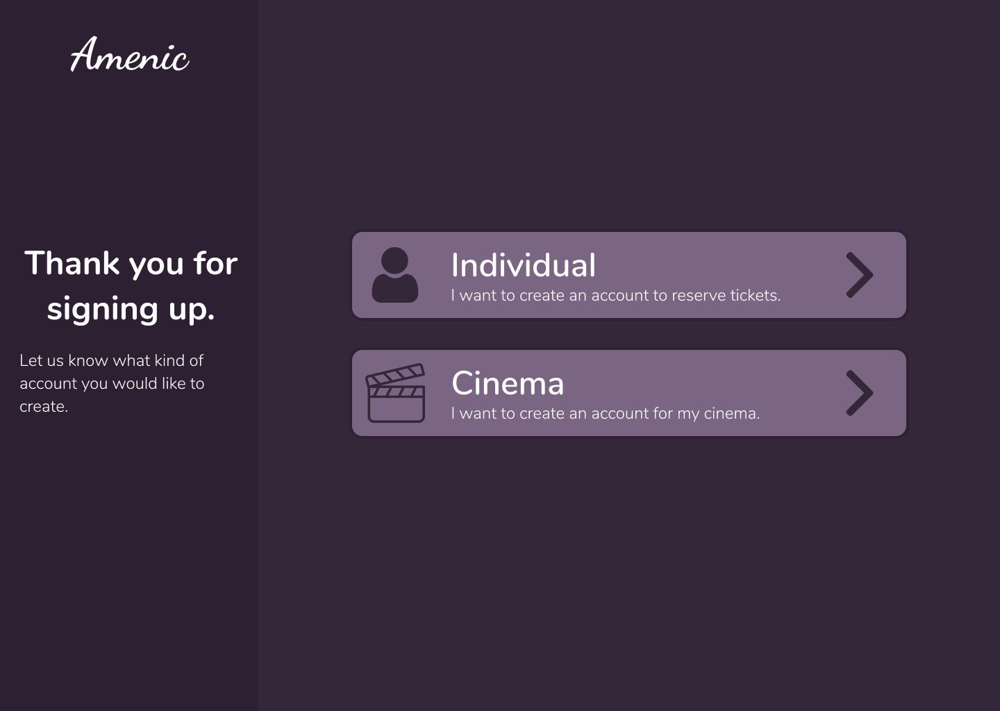 Amenic
Thank you for
signing up.
Let us know what kind of
account you would like to
create.
Individual
I want to create an account to reserve tickets.
Cinema
I want to create an account for my cinema.